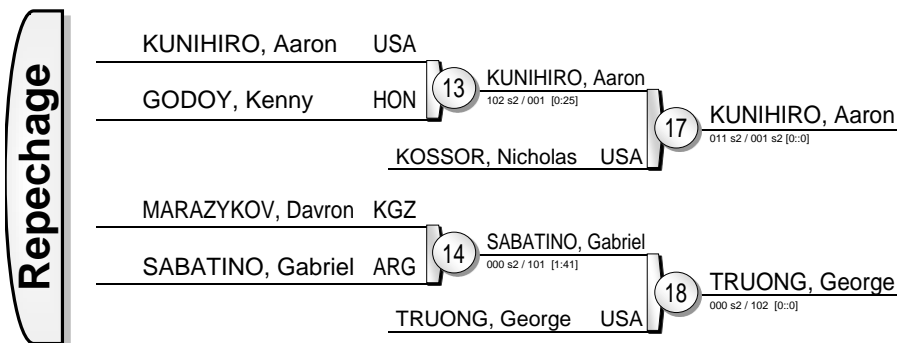 Repechage
KUNIHIRO, Aaron USA
GODOY, Kenny HON
13
KUNIHIRO, Aaron
102 s2 / 001 [0:25]
KOSSOR, Nicholas USA
17
KUNIHIRO, Aaron
011 s2 / 001 s2 [0::0]
MARAZYKOV, Davron KGZ
SABATINO, Gabriel ARG
14
SABATINO, Gabriel
000 s2 / 101 [1:41]
TRUONG, George USA
18
TRUONG, George
000 s2 / 102 [0::0]